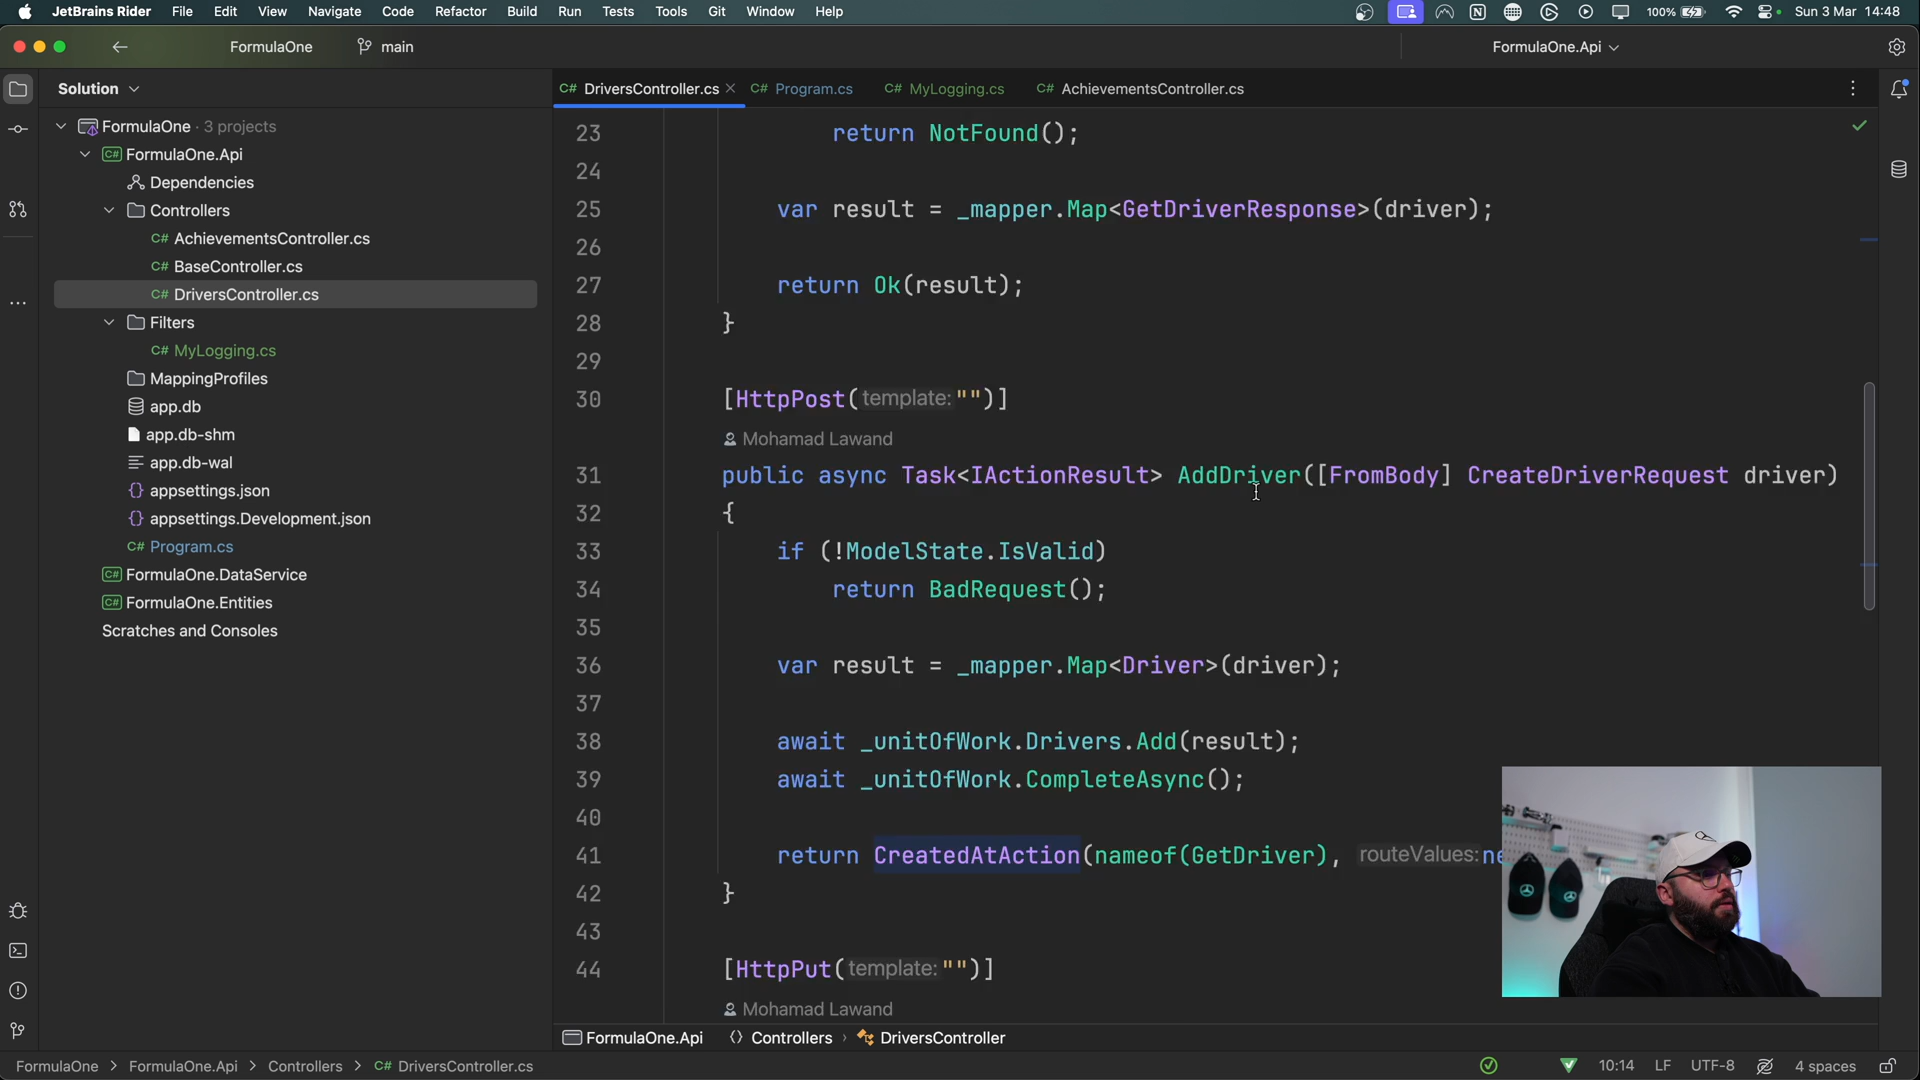 JetBrains Rider File Edit View Navigate Code Refactor Build Run Tests Tools Git Window Help 100% Sun 3 Mar 14:48
FormulaOne main FormulaOne.Api
Solution
FormulaOne · 3 projects
FormulaOne.Api
Dependencies
Controllers
C# AchievementsController.cs
C# BaseController.cs
C# DriversController.cs
Filters
C# MyLogging.cs
MappingProfiles
app.db
app.db-shm
app.db-wal
{} appsettings.json
{} appsettings.Development.json
C# Program.cs
C# FormulaOne.DataService
C# FormulaOne.Entities
Scratches and Consoles
C# DriversController.cs C# Program.cs C# MyLogging.cs C# AchievementsController.cs
23 return NotFound();
24
25 var result = _mapper.Map<GetDriverResponse>(driver);
26
27 return Ok(result);
28 }
29
30 [HttpPost(template:"")]
Mohamad Lawand
31 public async Task<IActionResult> AddDriver([FromBody] CreateDriverRequest driver)
32 {
33 if (!ModelState.IsValid)
34 return BadRequest();
35
36 var result = _mapper.Map<Driver>(driver);
37
38 await _unitOfWork.Drivers.Add(result);
39 await _unitOfWork.CompleteAsync();
40
41 return CreatedAtAction(nameof(GetDriver), routeValues:ne
42 }
43
44 [HttpPut(template:"")]
Mohamad Lawand
FormulaOne.Api Controllers › DriversController
FormulaOne > FormulaOne.Api > Controllers > C# DriversController.cs 10:14 LF UTF-8 4 spaces